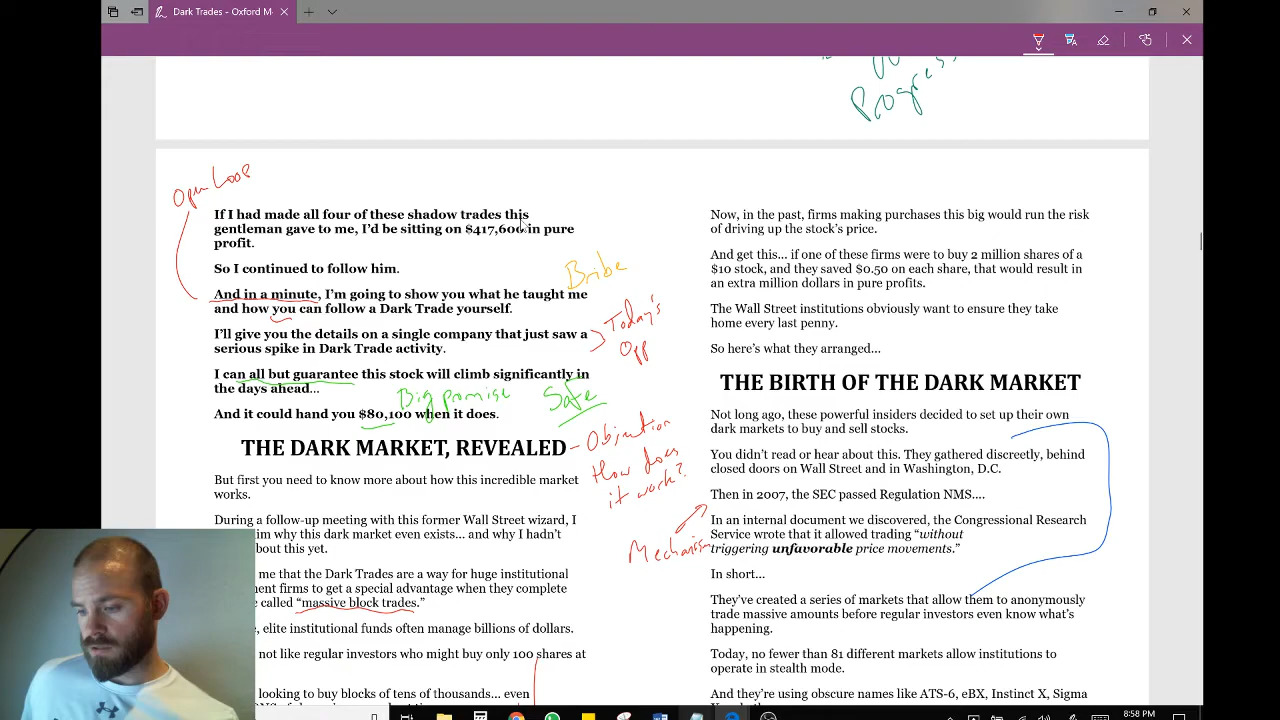 Dark Trades - Oxford M
Progress
Open Loop
If I had made all four of these shadow trades this
gentleman gave to me, I'd be sitting on $417,600 in pure
profit.
So I continued to follow him.
Bribe
And in a minute, I'm going to show you what he taught me
and how you can follow a Dark Trade yourself.
I'll give you the details on a single company that just saw a
serious spike in Dark Trade activity.
Today's
Opp
I can all but guarantee this stock will climb significantly in
the days ahead...
Big promise
Safe
And it could hand you $80,100 when it does.
THE DARK MARKET, REVEALED
- Objection
How does
it work?
But first you need to know more about how this incredible market
works.
During a follow-up meeting with this former Wall Street wizard, I
im why this dark market even exists... and why I hadn't
about this yet.
Mechanism
me that the Dark Trades are a way for huge institutional
ment firms to get a special advantage when they complete
e called "massive block trades."
e, elite institutional funds often manage billions of dollars.
not like regular investors who might buy only 100 shares at
looking to buy blocks of tens of thousands... even
Now, in the past, firms making purchases this big would run the risk
of driving up the stock's price.
And get this... if one of these firms were to buy 2 million shares of a
$10 stock, and they saved $0.50 on each share, that would result in
an extra million dollars in pure profits.
The Wall Street institutions obviously want to ensure they take
home every last penny.
So here's what they arranged...
THE BIRTH OF THE DARK MARKET
Not long ago, these powerful insiders decided to set up their own
dark markets to buy and sell stocks.
You didn't read or hear about this. They gathered discreetly, behind
closed doors on Wall Street and in Washington, D.C.
Then in 2007, the SEC passed Regulation NMS....
In an internal document we discovered, the Congressional Research
Service wrote that it allowed trading "without
triggering unfavorable price movements."
In short...
They've created a series of markets that allow them to anonymously
trade massive amounts before regular investors even know what's
happening.
Today, no fewer than 81 different markets allow institutions to
operate in stealth mode.
And they're using obscure names like ATS-6, eBX, Instinct X, Sigma
8:58 PM